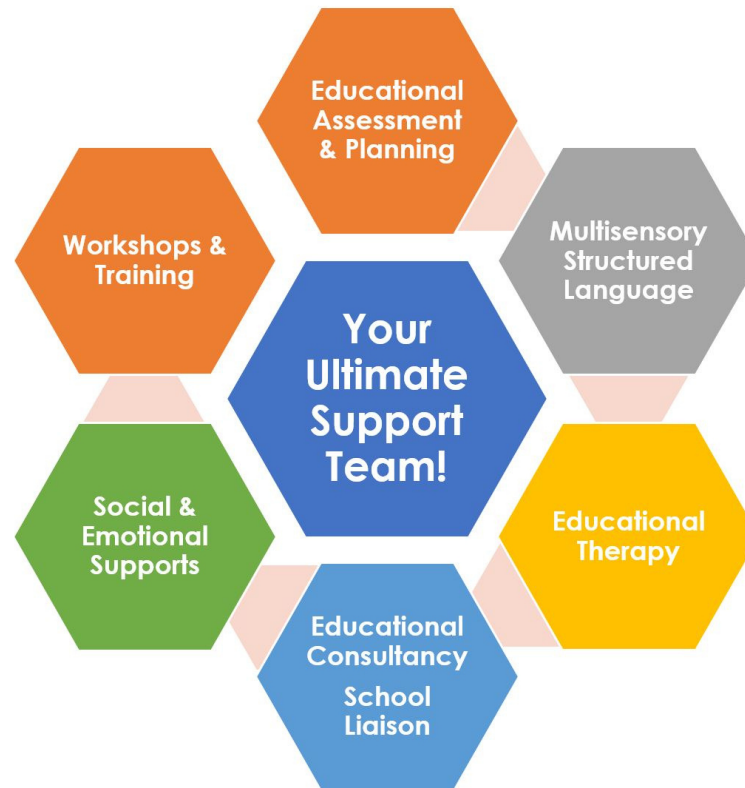 Educational
Assessment
& Planning
Multisensory
Structured
Language
Educational
Therapy
Educational
Consultancy
School
Liaison
Social &
Emotional
Supports
Workshops &
Training
Your
Ultimate
Support
Team!